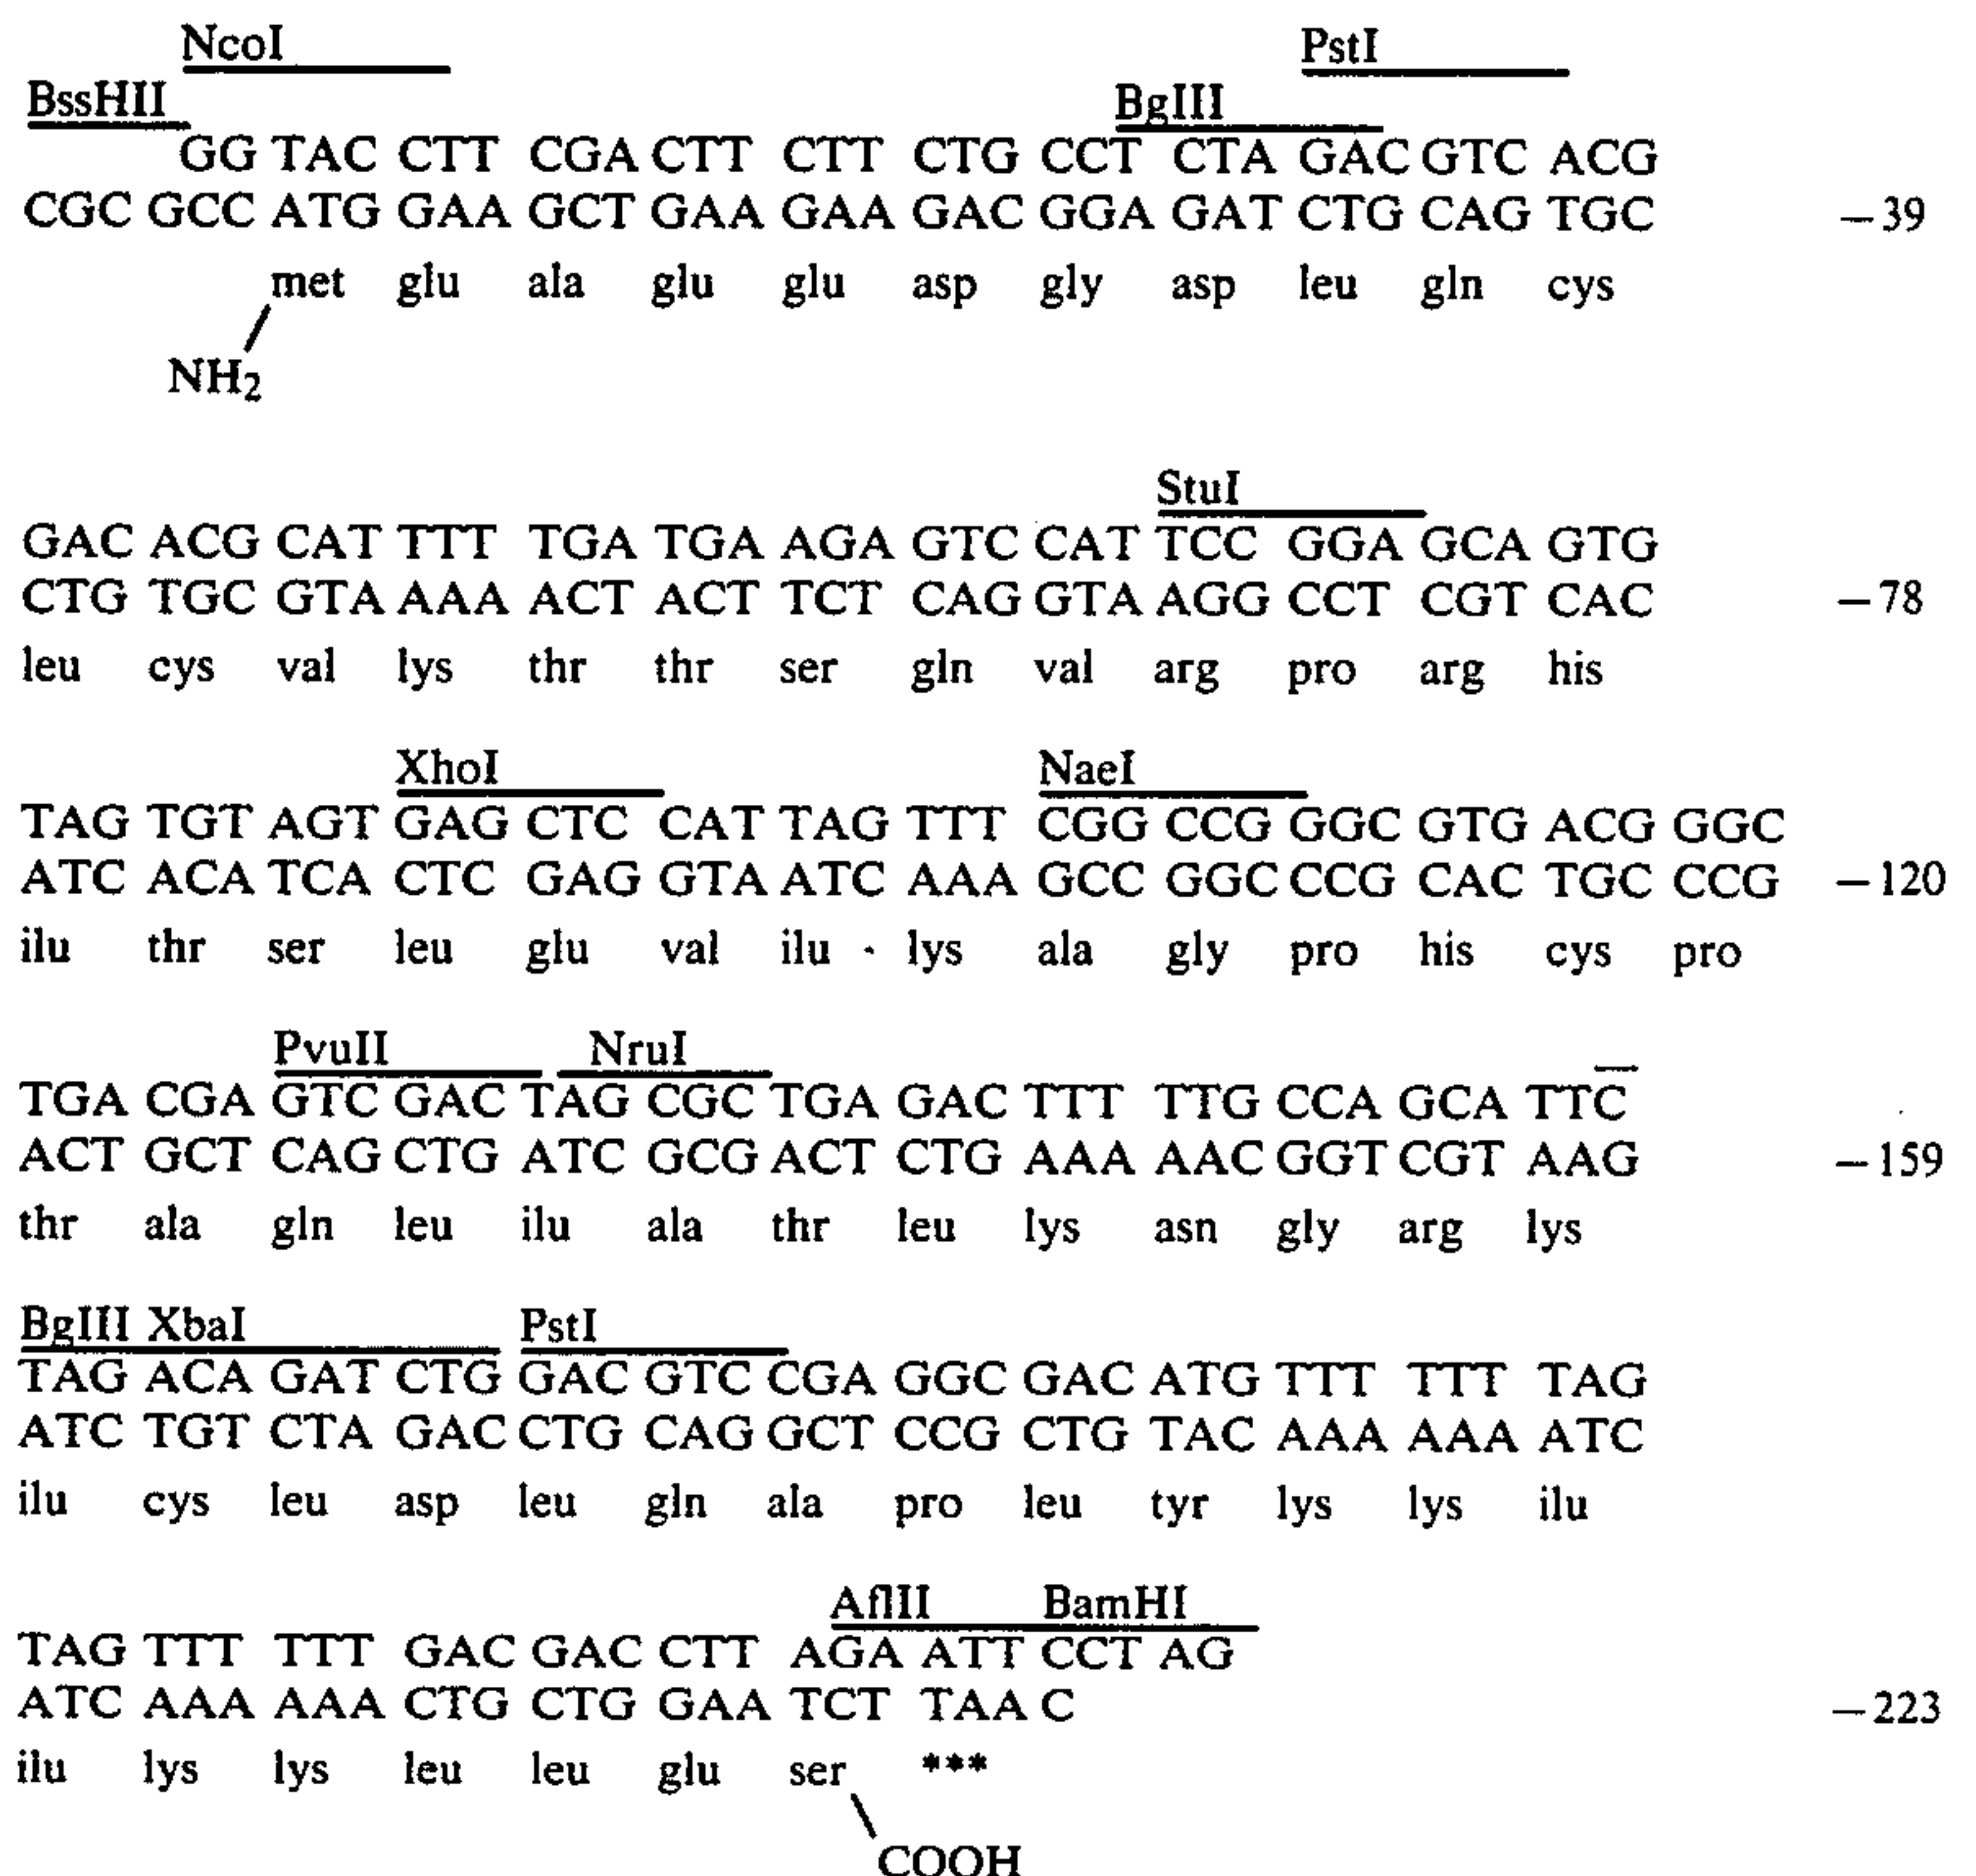 NcoI PstI
BssHII BglII
GG TAC CTT CGA CTT CTT CTG CCT CTA GAC GTC ACG
CGC GCC ATG GAA GCT GAA GAA GAC GGA GAT CTG CAG TGC —39
met glu ala glu glu asp gly asp leu gln cys
NH2
StuI
GAC ACG CAT TTT TGA TGA AGA GTC CAT TCC GGA GCA GTG
CTG TGC GTA AAA ACT ACT TCT CAG GTA AGG CCT CGT CAC —78
leu cys val lys thr thr ser gln val arg pro arg his
XhoI NaeI
TAG TGT AGT GAG CTC CAT TAG TTT CGG CCG GGC GTG ACG GGC
ATC ACA TCA CTC GAG GTA ATC AAA GCC GGC CCG CAC TGC CCG —120
ilu thr ser leu glu val ilu lys ala gly pro his cys pro
PvuII NruI
TGA CGA GTC GAC TAG CGC TGA GAC TTT TTG CCA GCA TTC
ACT GCT CAG CTG ATC GCG ACT CTG AAA AAC GGT CGT AAG —159
thr ala gln leu ilu ala thr leu lys asn gly arg lys
BglII XbaI PstI
TAG ACA GAT CTG GAC GTC CGA GGC GAC ATG TTT TTT TAG
ATC TGT CTA GAC CTG CAG GCT CCG CTG TAC AAA AAA ATC
ilu cys leu asp leu gln ala pro leu tyr lys lys ilu
AflII BamHI
TAG TTT TTT GAC GAC CTT AGA ATT CCT AG
ATC AAA AAA CTG CTG GAA TCT TAA C —223
ilu lys lys leu leu glu ser ***
COOH